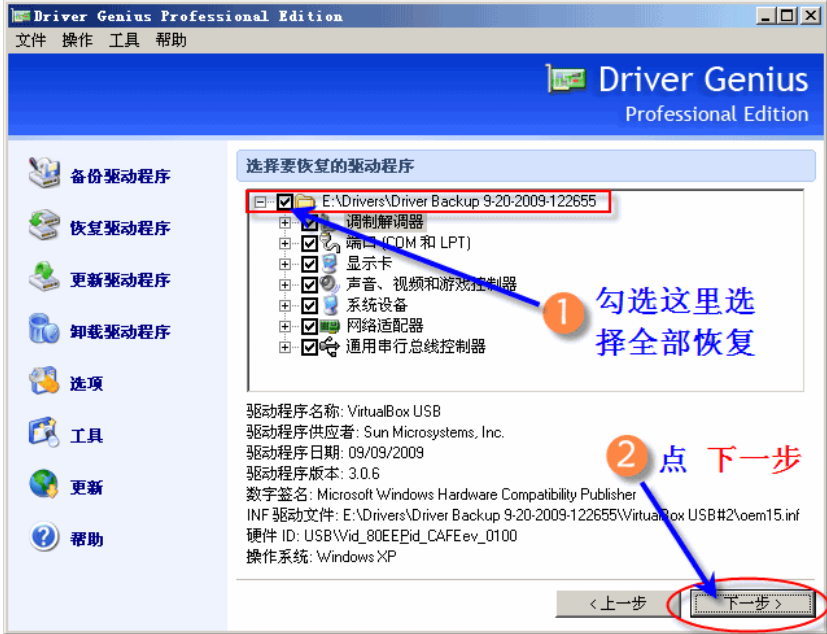 Driver Genius Professional Edition
文件 操作 工具 帮助
Driver Genius
Professional Edition
备份驱动程序
恢复驱动程序
更新驱动程序
卸载驱动程序
选项
工具
更新
帮助
选择要恢复的驱动程序
E:\Drivers\Driver Backup 9-20-2009-122655
调制解调器
端口 (COM 和 LPT)
显示卡
声音、视频和游戏控制器
系统设备
网络适配器
通用串行总线控制器
1 勾选这里选
择全部恢复
驱动程序名称: VirtualBox USB
驱动程序供应者: Sun Microsystems, Inc.
驱动程序日期: 09/09/2009
驱动程序版本: 3.0.6
数字签名: Microsoft Windows Hardware Compatibility Publisher
INF 驱动文件: E:\Drivers\Driver Backup 9-20-2009-122655\VirtualBox USB#2\oem15.inf
硬件 ID: USB\Vid_80EEPid_CAFEev_0100
操作系统: Windows XP
2 点 下一步
<上一步
下一步>